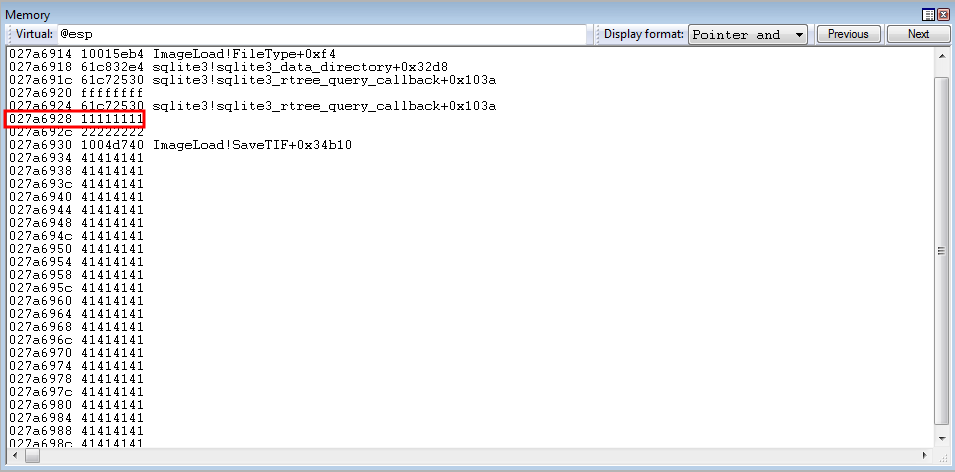 Memory
Virtual: @esp Display format: Pointer and Previous Next
027a6914 10015eb4 ImageLoad!FileType+0xf4
027a6918 61c832e4 sqlite3!sqlite3_data_directory+0x32d8
027a691c 61c72530 sqlite3!sqlite3_rtree_query_callback+0x103a
027a6920 ffffffff
027a6924 61c72530 sqlite3!sqlite3_rtree_query_callback+0x103a
027a6928 11111111
027a692c 22222222
027a6930 1004d740 ImageLoad!SaveTIF+0x34b10
027a6934 41414141
027a6938 41414141
027a693c 41414141
027a6940 41414141
027a6944 41414141
027a6948 41414141
027a694c 41414141
027a6950 41414141
027a6954 41414141
027a6958 41414141
027a695c 41414141
027a6960 41414141
027a6964 41414141
027a6968 41414141
027a696c 41414141
027a6970 41414141
027a6974 41414141
027a6978 41414141
027a697c 41414141
027a6980 41414141
027a6984 41414141
027a6988 41414141
027a698c 41414141